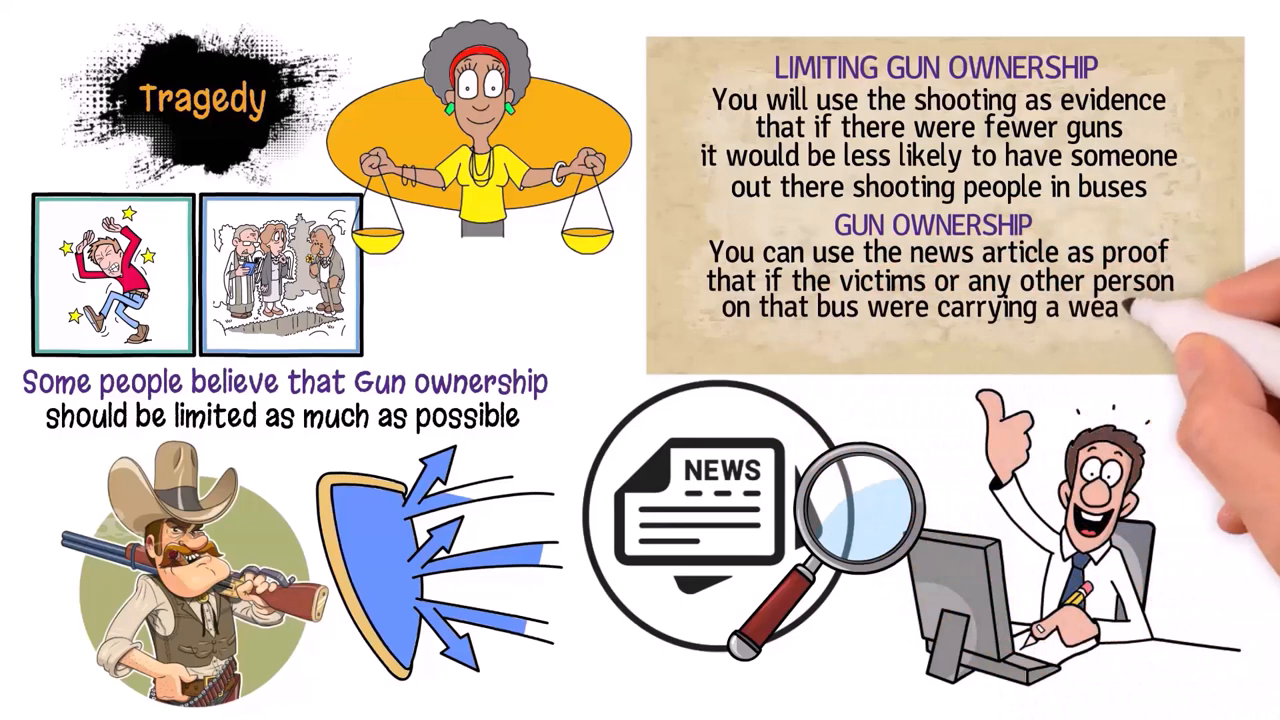 Tragedy
Some people believe that Gun ownership
should be limited as much as possible
LIMITING GUN OWNERSHIP
You will use the shooting as evidence
that if there were fewer guns
it would be less likely to have someone
out there shooting people in buses
GUN OWNERSHIP
You can use the news article as proof
that if the victims or any other person
on that bus were carrying a wea
NEWS